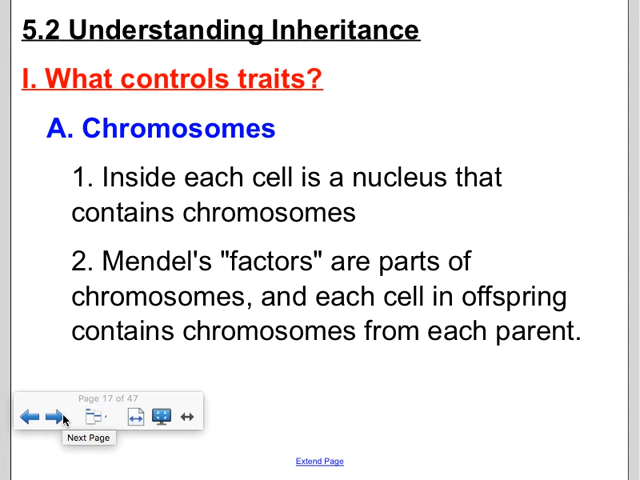 5.2 Understanding Inheritance
I. What controls traits?
A. Chromosomes
1. Inside each cell is a nucleus that
contains chromosomes
2. Mendel's "factors" are parts of
chromosomes, and each cell in offspring
contains chromosomes from each parent.
Page 17 of 47
Next Page
Extend Page